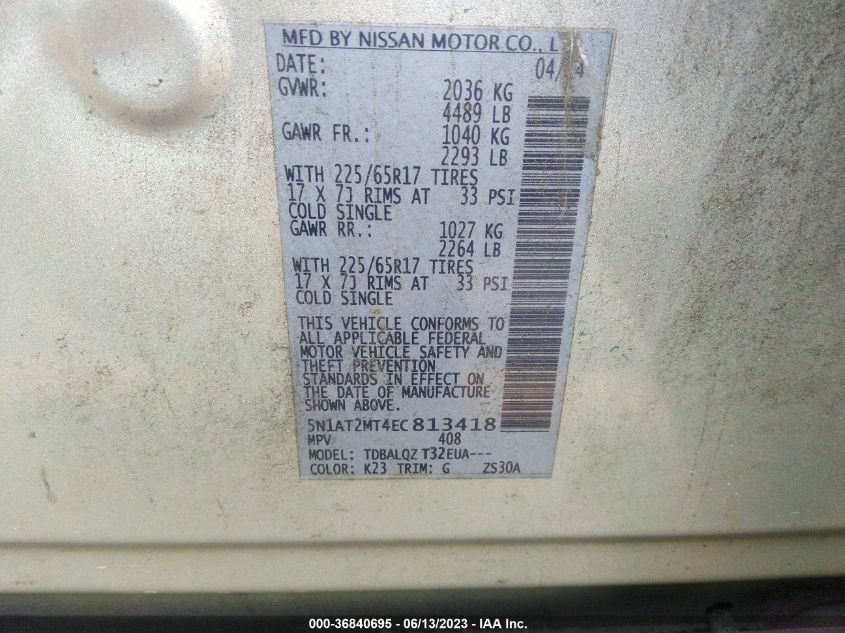 MFD BY NISSAN MOTOR CO., L
DATE: 04/ 4
GVWR: 2036 KG
4489 LB
GAWR FR.: 1040 KG
2293 LB
WITH 225/65R17 TIRES
17 X 7J RIMS AT 33 PSI
COLD SINGLE
GAWR RR.: 1027 KG
2264 LB
WITH 225/65R17 TIRES
17 X 7J RIMS AT 33 PSI
COLD SINGLE
THIS VEHICLE CONFORMS TO
ALL APPLICABLE FEDERAL
MOTOR VEHICLE SAFETY AND
THEFT PREVENTION
STANDARDS IN EFFECT ON
THE DATE OF MANUFACTURE
SHOWN ABOVE.
5N1AT2MT4EC813418
MPV 408
MODEL: TDBALQZ T32EUA---
COLOR: K23 TRIM: G ZS30A
000-36840695 - 06/13/2023 - IAA Inc.